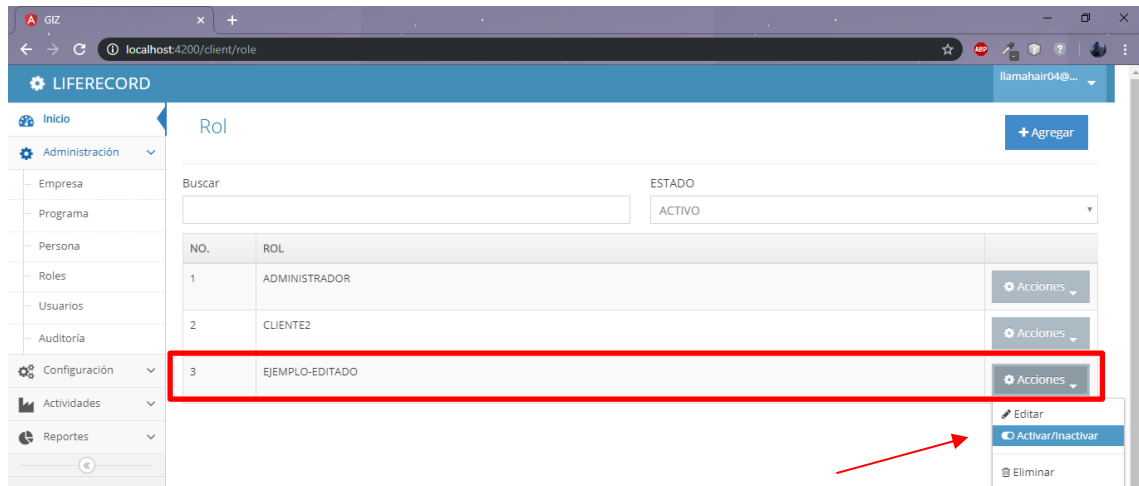 GIZ
localhost:4200/client/role
ABP
LIFERECORD
llamahair04@...
Inicio
Rol
Agregar
Administración
Empresa
Buscar
ESTADO
Programa
ACTIVO
Persona
NO.
ROL
Roles
1
ADMINISTRADOR
Acciones
Usuarios
2
CLIENTE2
Acciones
Auditoría
Configuración
3
EJEMPLO-EDITADO
Acciones
Actividades
Editar
Reportes
Activar/Inactivar
Eliminar